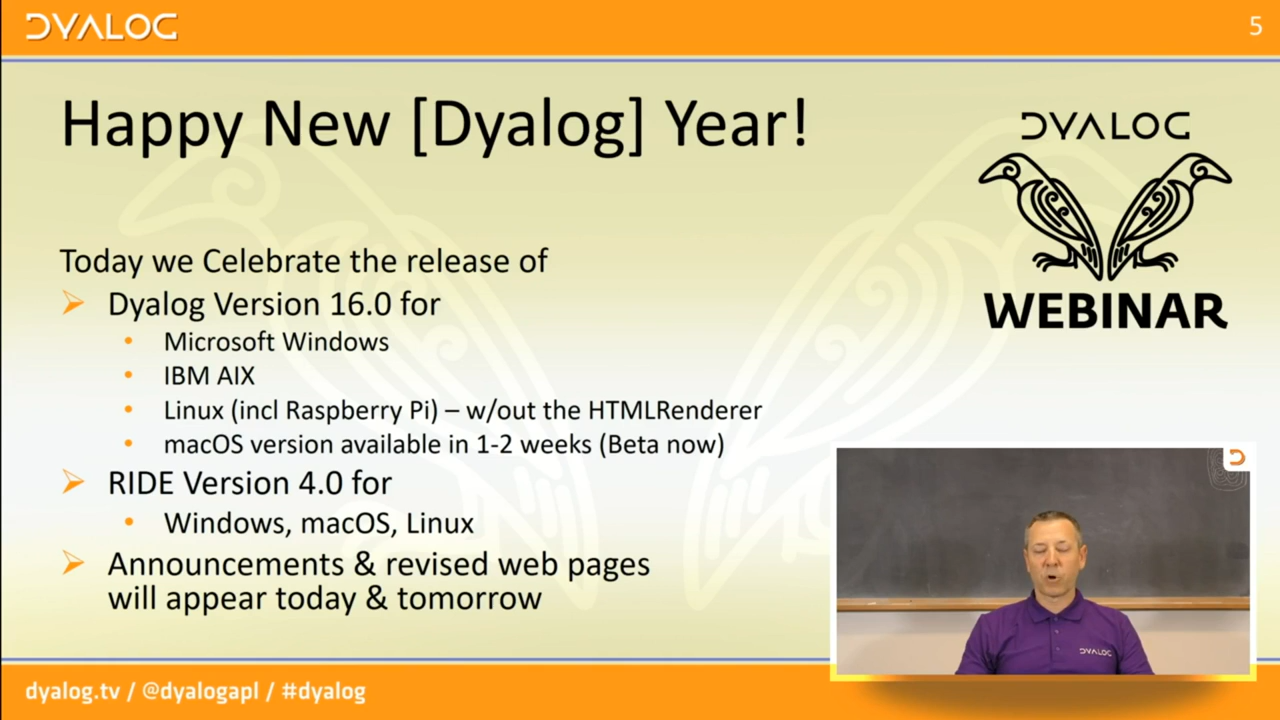 DYALOG
5
Happy New [Dyalog] Year!
DYALOG
WEBINAR
Today we Celebrate the release of
Dyalog Version 16.0 for
Microsoft Windows
IBM AIX
Linux (incl Raspberry Pi) – w/out the HTMLRenderer
macOS version available in 1-2 weeks (Beta now)
RIDE Version 4.0 for
Windows, macOS, Linux
Announcements & revised web pages
will appear today & tomorrow
DYALOG
dyalog.tv / @dyalogapl / #dyalog